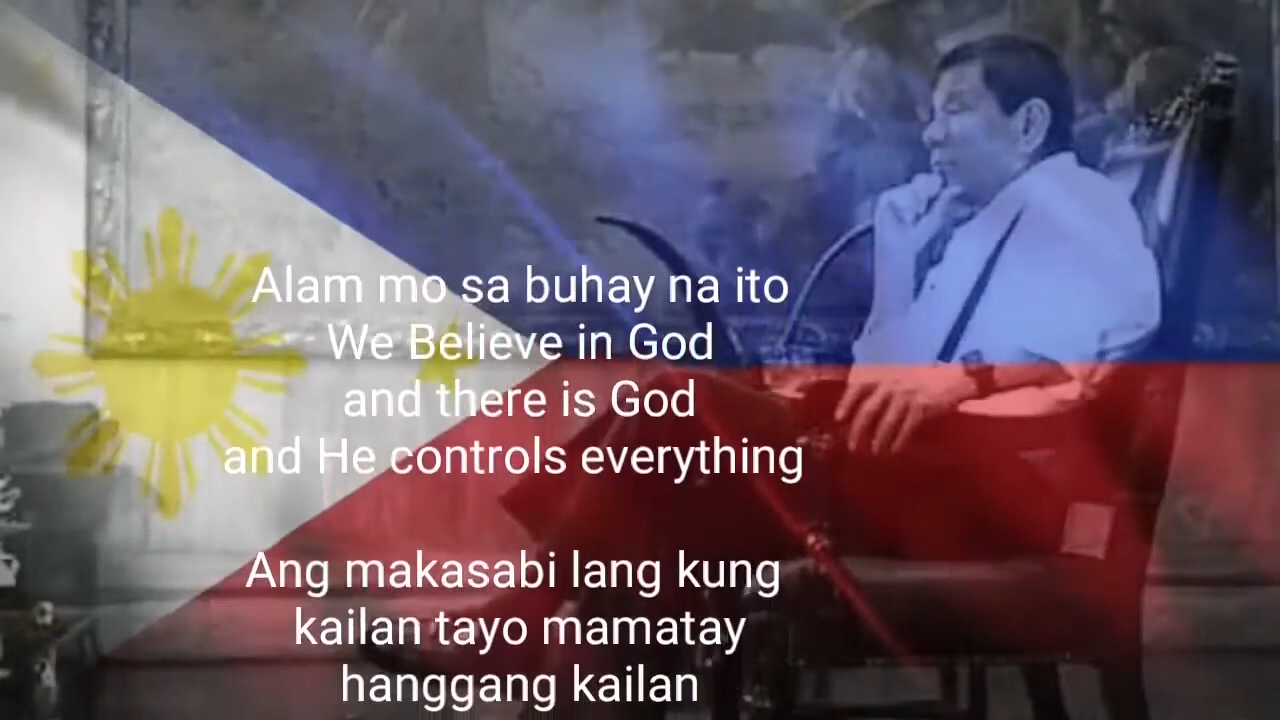 Alam mo sa buhay na ito
We Believe in God
and there is God
and He controls everything
Ang makasabi lang kung
kailan tayo mamatay
hanggang kailan